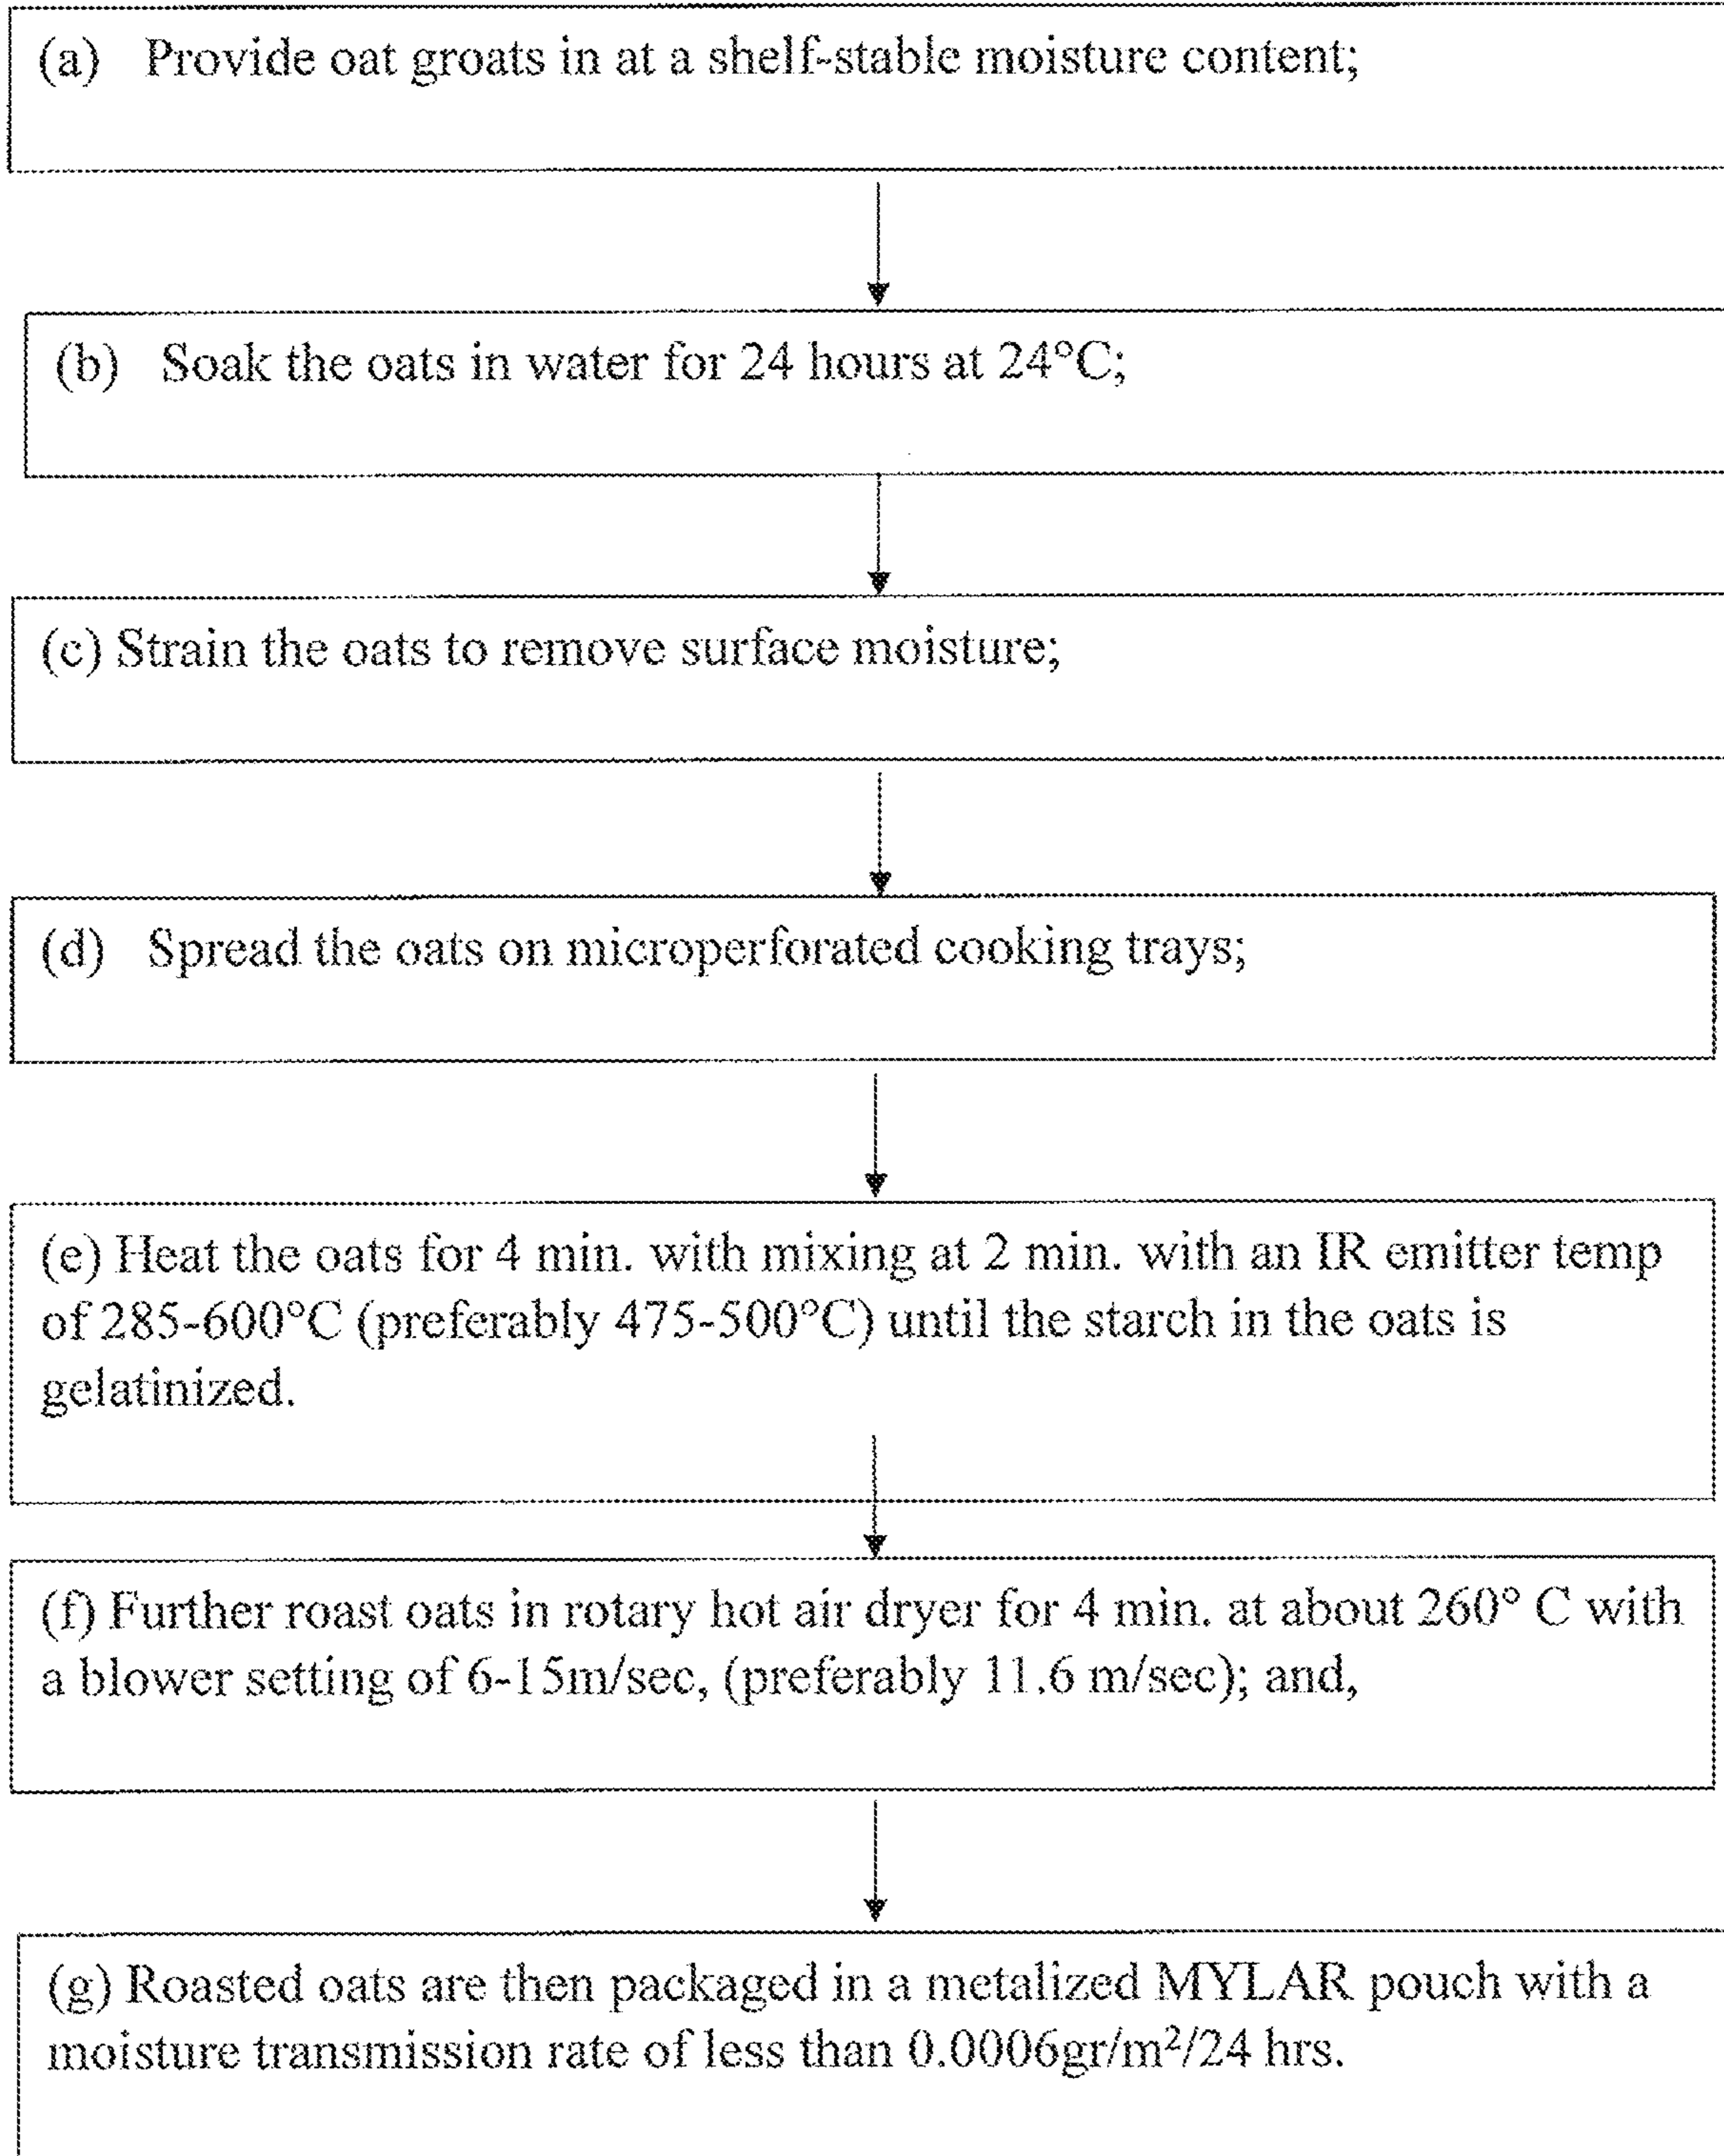 (a) Provide oat groats in at a shelf-stable moisture content;
(b) Soak the oats in water for 24 hours at 24°C;
(c) Strain the oats to remove surface moisture;
(d) Spread the oats on microperforated cooking trays;
(e) Heat the oats for 4 min. with mixing at 2 min. with an IR emitter temp
of 285-600°C (preferably 475-500°C) until the starch in the oats is
gelatinized.
(f) Further roast oats in rotary hot air dryer for 4 min. at about 260° C with
a blower setting of 6-15m/sec, (preferably 11.6 m/sec); and,
(g) Roasted oats are then packaged in a metalized MYLAR pouch with a
moisture transmission rate of less than 0.0006gr/m²/24 hrs.